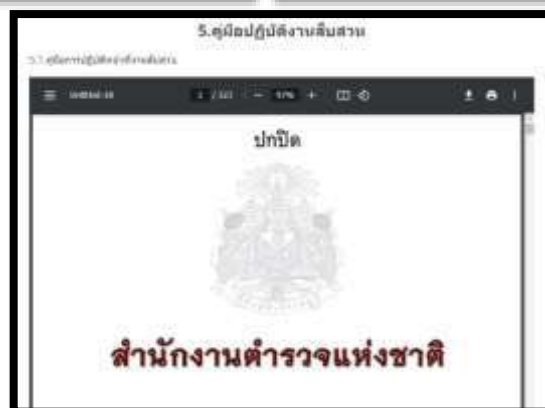 5.คู่มือปฏิบัติงานสืบสวน
ปกปิด
สำนักงานตำรวจแห่งชาติ